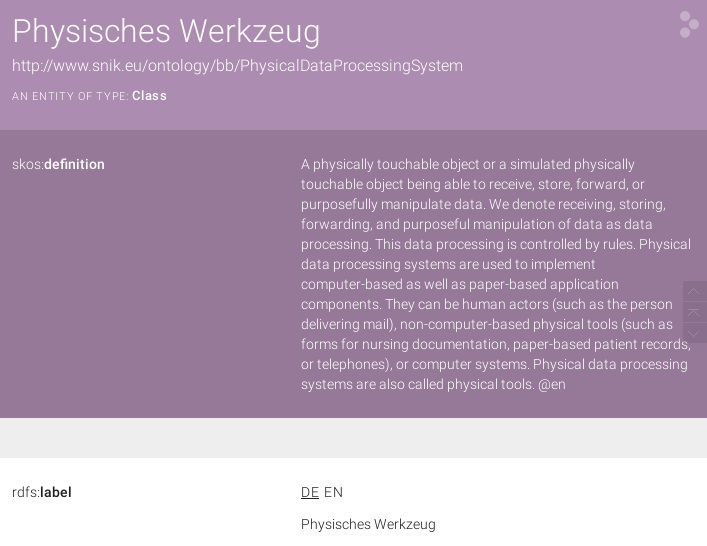 Physisches Werkzeug
http://www.snik.eu/ontology/bb/PhysicalDataProcessingSystem
AN ENTITY OF TYPE: Class
skos:definition
A physically touchable object or a simulated physically
touchable object being able to receive, store, forward, or
purposefully manipulate data. We denote receiving, storing,
forwarding, and purposeful manipulation of data as data
processing. This data processing is controlled by rules. Physical
data processing systems are used to implement
computer-based as well as paper-based application
components. They can be human actors (such as the person
delivering mail), non-computer-based physical tools (such as
forms for nursing documentation, paper-based patient records,
or telephones), or computer systems. Physical data processing
systems are also called physical tools. @en
rdfs:label
DE EN
Physisches Werkzeug